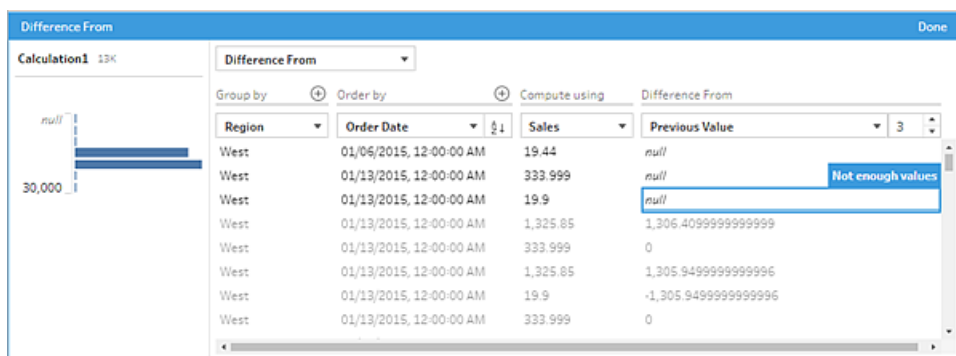 Difference From Done
Calculation1 13K
Difference From
Group by Order by Compute using Difference From
null
Region Order Date Sales Previous Value 3
West 01/06/2015, 12:00:00 AM 19.44 null
West 01/13/2015, 12:00:00 AM 333.999 null Not enough values
30,000
West 01/13/2015, 12:00:00 AM 19.9 null
West 01/13/2015, 12:00:00 AM 1,325.85 1,306.4099999999999
West 01/13/2015, 12:00:00 AM 333.999 0
West 01/13/2015, 12:00:00 AM 1,325.85 1,305.9499999999996
West 01/13/2015, 12:00:00 AM 19.9 -1,305.9499999999996
West 01/13/2015, 12:00:00 AM 333.999 0